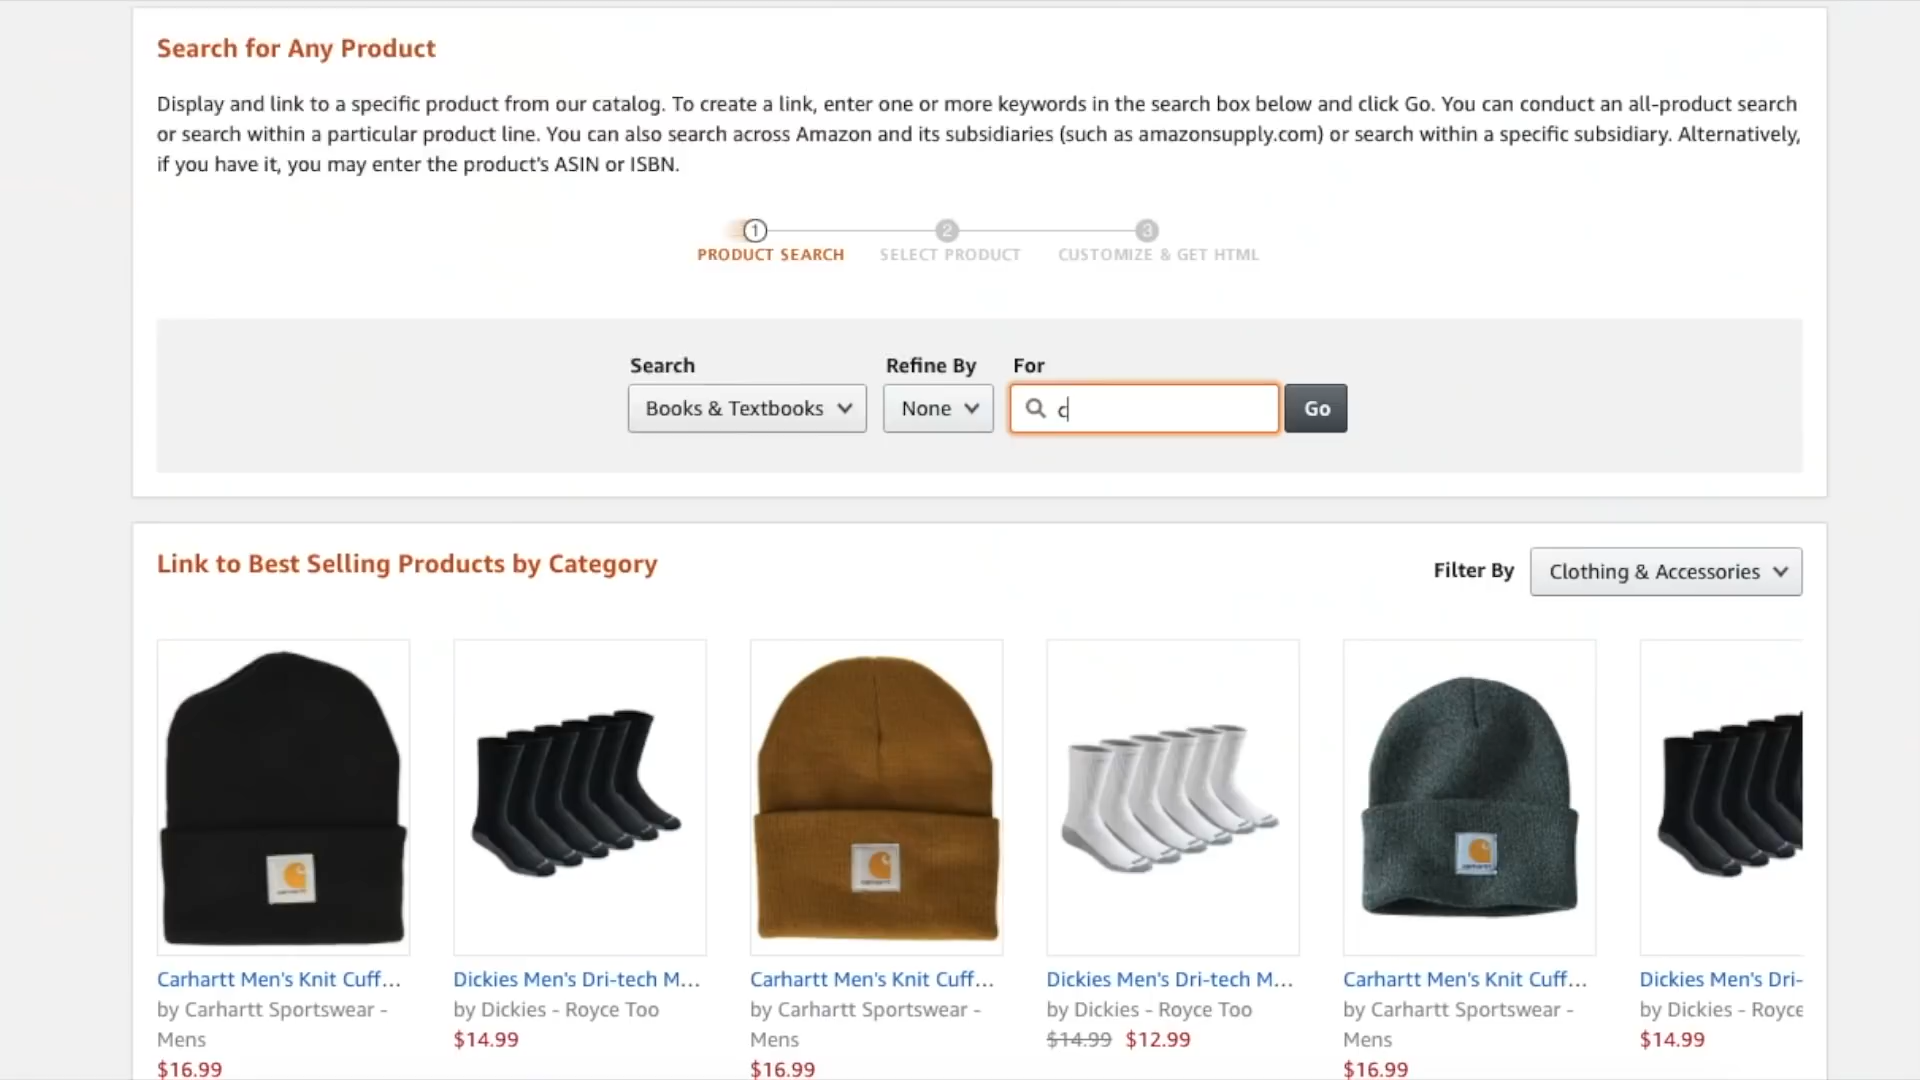 Search for Any Product
Display and link to a specific product from our catalog. To create a link, enter one or more keywords in the search box below and click Go. You can conduct an all-product search
or search within a particular product line. You can also search across Amazon and its subsidiaries (such as amazonsupply.com) or search within a specific subsidiary. Alternatively,
if you have it, you may enter the product's ASIN or ISBN.
1 2 3
PRODUCT SEARCH SELECT PRODUCT CUSTOMIZE & GET HTML
Search Refine By For
Books & Textbooks None c Go
Link to Best Selling Products by Category
Filter By Clothing & Accessories
Carhartt Men's Knit Cuff... Dickies Men's Dri-tech M... Carhartt Men's Knit Cuff... Dickies Men's Dri-tech M... Carhartt Men's Knit Cuff... Dickies Men's Dri-
by Carhartt Sportswear - by Dickies - Royce Too by Carhartt Sportswear - by Dickies - Royce Too by Carhartt Sportswear - by Dickies - Royce
Mens $14.99 Mens $14.99 $12.99 Mens $14.99
$16.99 $16.99 $16.99